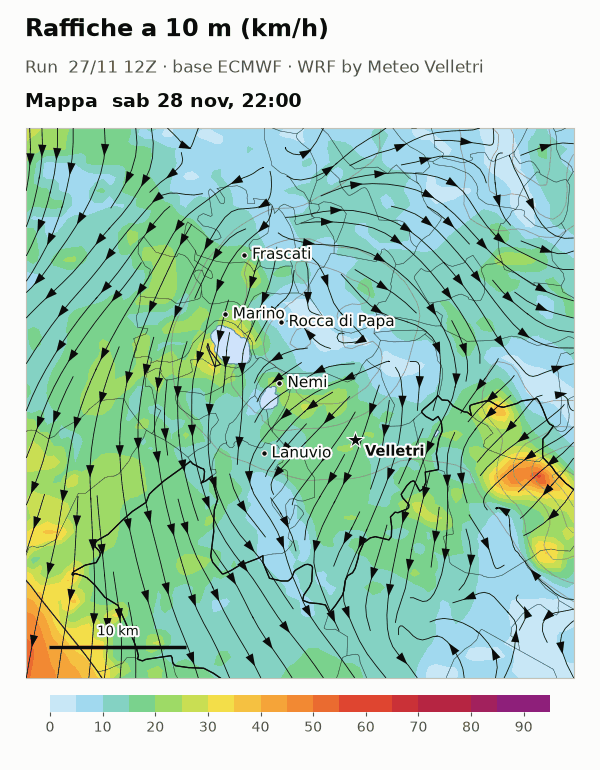 Raffiche a 10 m (km/h)
Run  27/11 12Z · base ECMWF · WRF by Meteo Velletri
Mappa  sab 28 nov, 22:00
Frascati
Marino
Rocca di Papa
Nemi
Lanuvio
Velletri
10 km
0 10 20 30 40 50 60 70 80 90